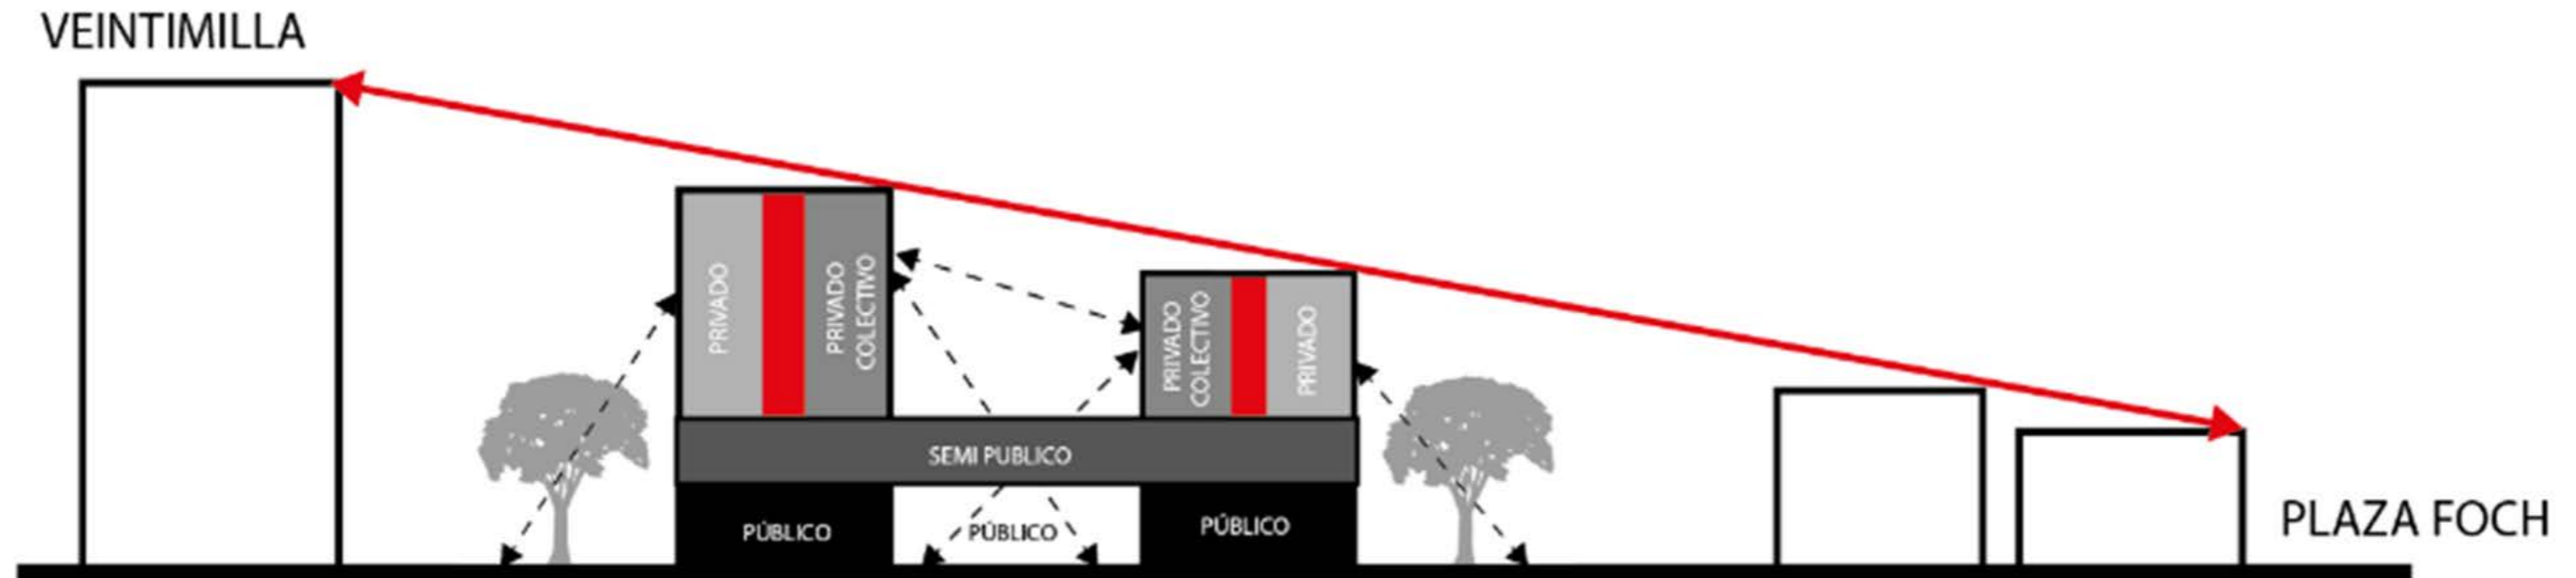 VEINTIMILLA
PRIVADO
PRIVADO
COLECTIVO
PRIVADO
COLECTIVO
PRIVADO
SEMI PUBLICO
PÚBLICO
PÚBLICO
PÚBLICO
PLAZA FOCH